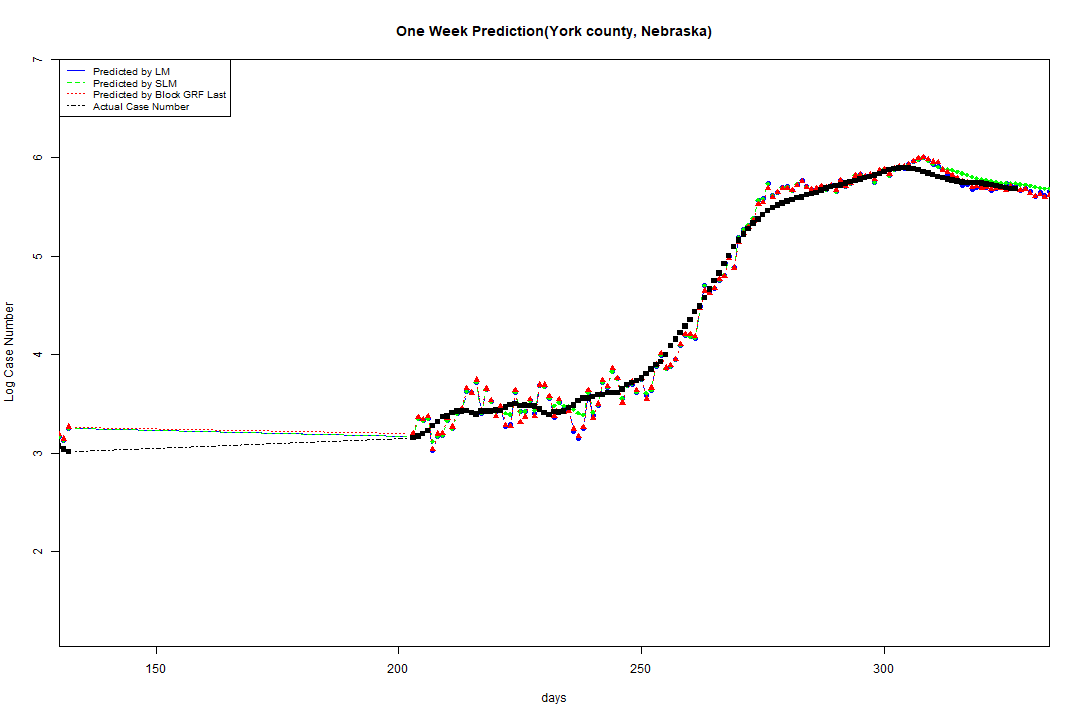 One Week Prediction(York county, Nebraska)
Predicted by LM
Predicted by SLM
Predicted by Block GRF Last
Actual Case Number
7
6
5
4
3
2
Log Case Number
150 200 250 300
days